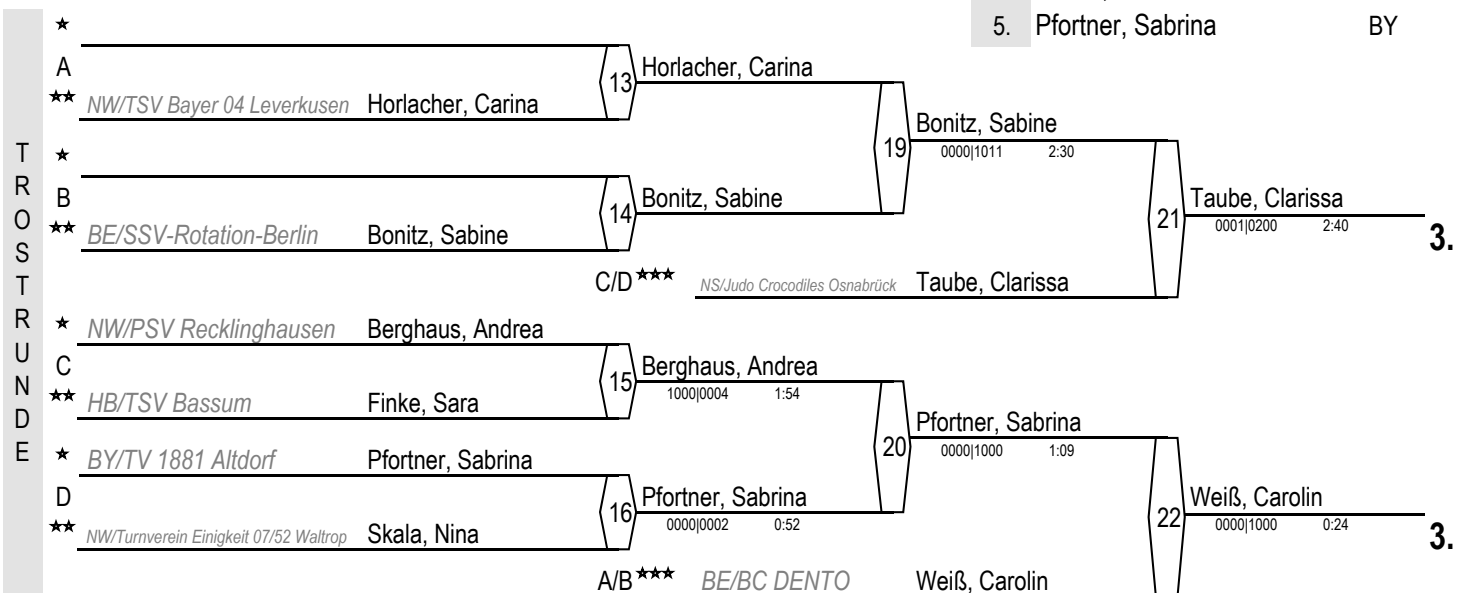 5. Pfortner, Sabrina BY
TROSTRUNDE
A
13 Horlacher, Carina
NW/TSV Bayer 04 Leverkusen Horlacher, Carina
19 Bonitz, Sabine
0000|1011 2:30
B
14 Bonitz, Sabine
BE/SSV-Rotation-Berlin Bonitz, Sabine
21 Taube, Clarissa
0001|0200 2:40
3.
C/D NS/Judo Crocodiles Osnabrück Taube, Clarissa
NW/PSV Recklinghausen Berghaus, Andrea
C
15 Berghaus, Andrea
1000|0004 1:54
HB/TSV Bassum Finke, Sara
20 Pfortner, Sabrina
0000|1000 1:09
BY/TV 1881 Altdorf Pfortner, Sabrina
D
16 Pfortner, Sabrina
0000|0002 0:52
NW/Turnverein Einigkeit 07/52 Waltrop Skala, Nina
22 Weiß, Carolin
0000|1000 0:24
3.
A/B BE/BC DENTO Weiß, Carolin